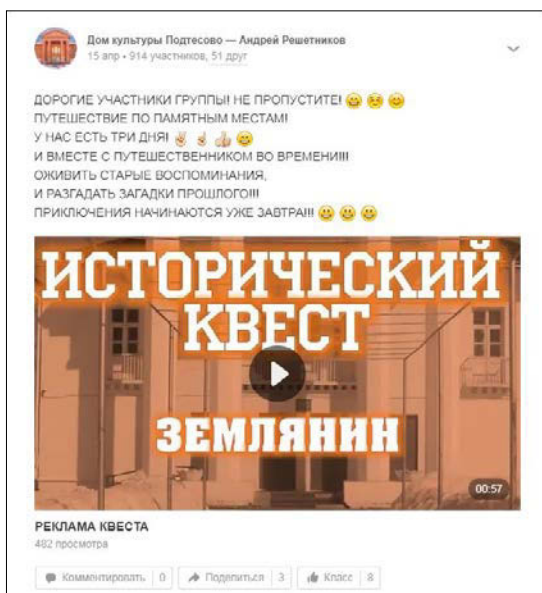 Дом культуры Подтесово — Андрей Решетников
15 апр • 914 участников, 51 друг
ДОРОГИЕ УЧАСТНИКИ ГРУППЫ! НЕ ПРОПУСТИТЕ!
ПУТЕШЕСТВИЕ ПО ПАМЯТНЫМ МЕСТАМ!
У НАС ЕСТЬ ТРИ ДНЯ!
И ВМЕСТЕ С ПУТЕШЕСТВЕННИКОМ ВО ВРЕМЕНИ!!!
ОЖИВИТЬ СТАРЫЕ ВОСПОМИНАНИЯ,
И РАЗГАДАТЬ ЗАГАДКИ ПРОШЛОГО!!!
ПРИКЛЮЧЕНИЯ НАЧИНАЮТСЯ УЖЕ ЗАВТРА!!!
ИСТОРИЧЕСКИЙ
КВЕСТ
ЗЕМЛЯНИН
00:57
РЕКЛАМА КВЕСТА
482 просмотра
Комментировать 0 Поделиться 3 Класс 8